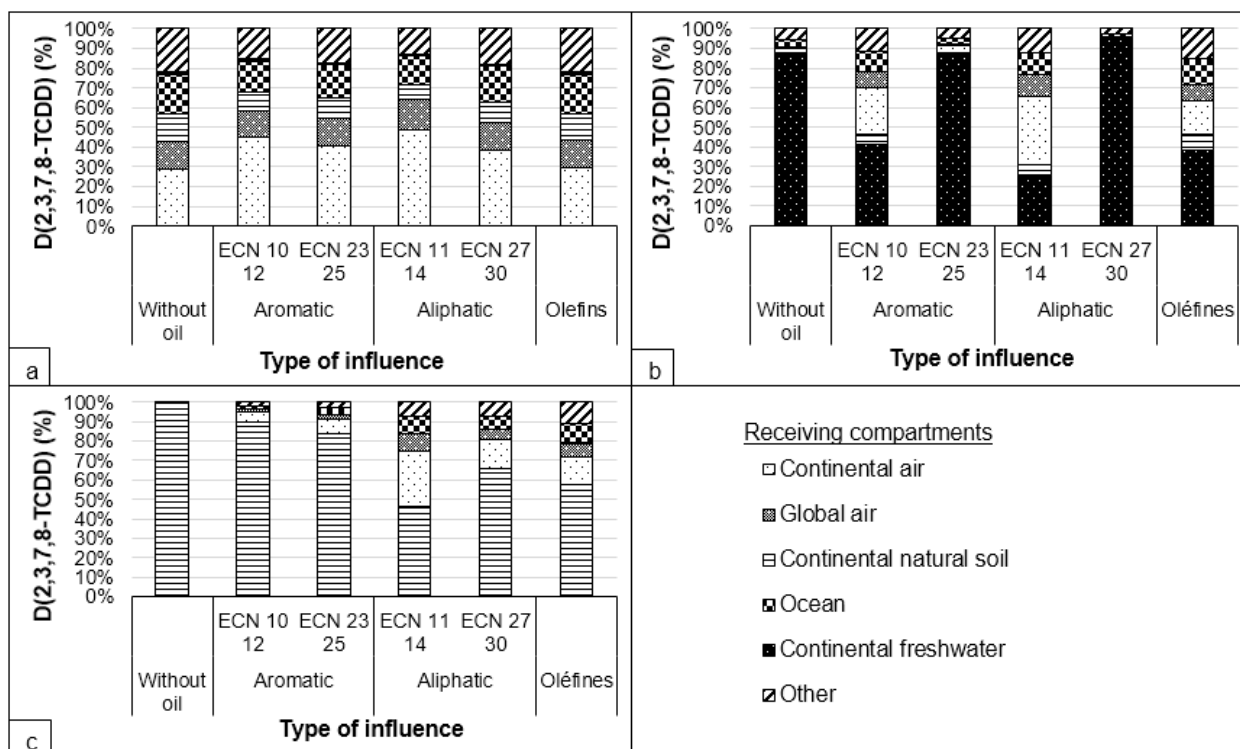 D(2,3,7,8-TCDD) (%)
100%
90%
80%
70%
60%
50%
40%
30%
20%
10%
0%
ECN 10 ECN 23 ECN 11 ECN 27
12 25 14 30
Without oil Aromatic Aliphatic Olefins
Type of influence
a
D(2,3,7,8-TCDD) (%)
100%
90%
80%
70%
60%
50%
40%
30%
20%
10%
0%
ECN 10 ECN 23 ECN 11 ECN 27
12 25 14 30
Without oil Aromatic Aliphatic Oléfines
Type of influence
b
D(2,3,7,8-TCDD) (%)
100%
90%
80%
70%
60%
50%
40%
30%
20%
10%
0%
ECN 10 ECN 23 ECN 11 ECN 27
12 25 14 30
Without oil Aromatic Aliphatic Oléfines
Type of influence
c
Receiving compartments
Continental air
Global air
Continental natural soil
Ocean
Continental freshwater
Other